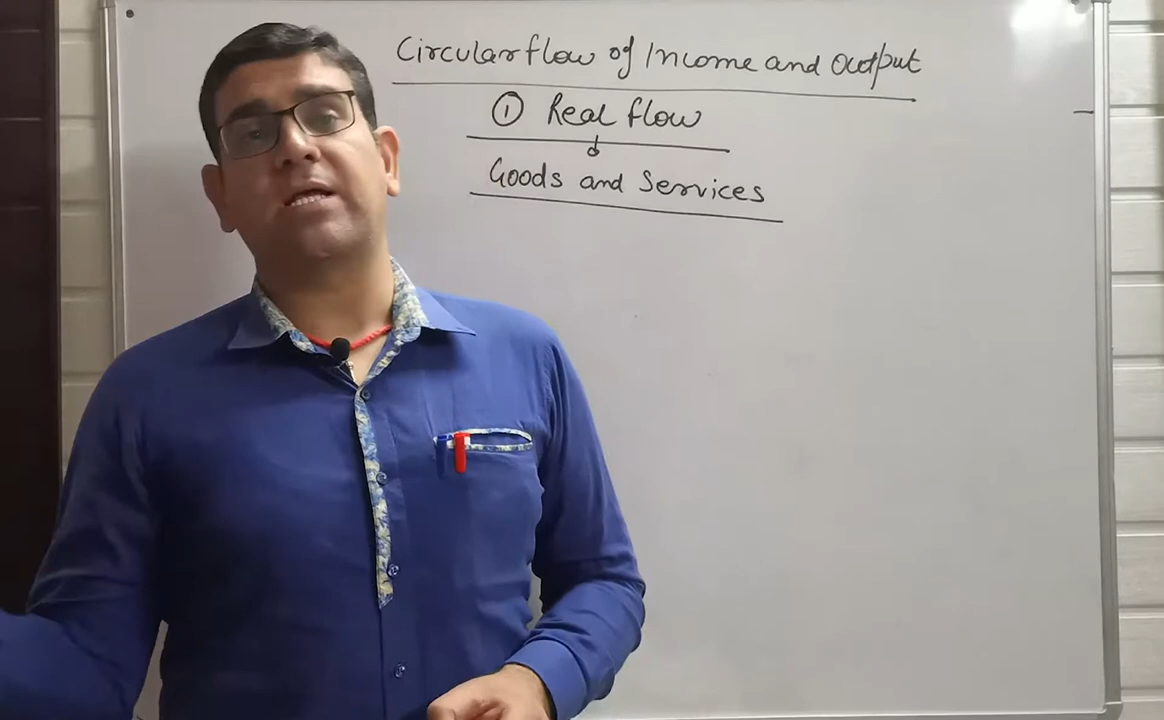 Circular flow of Income and Output
① Real flow
Goods and Services